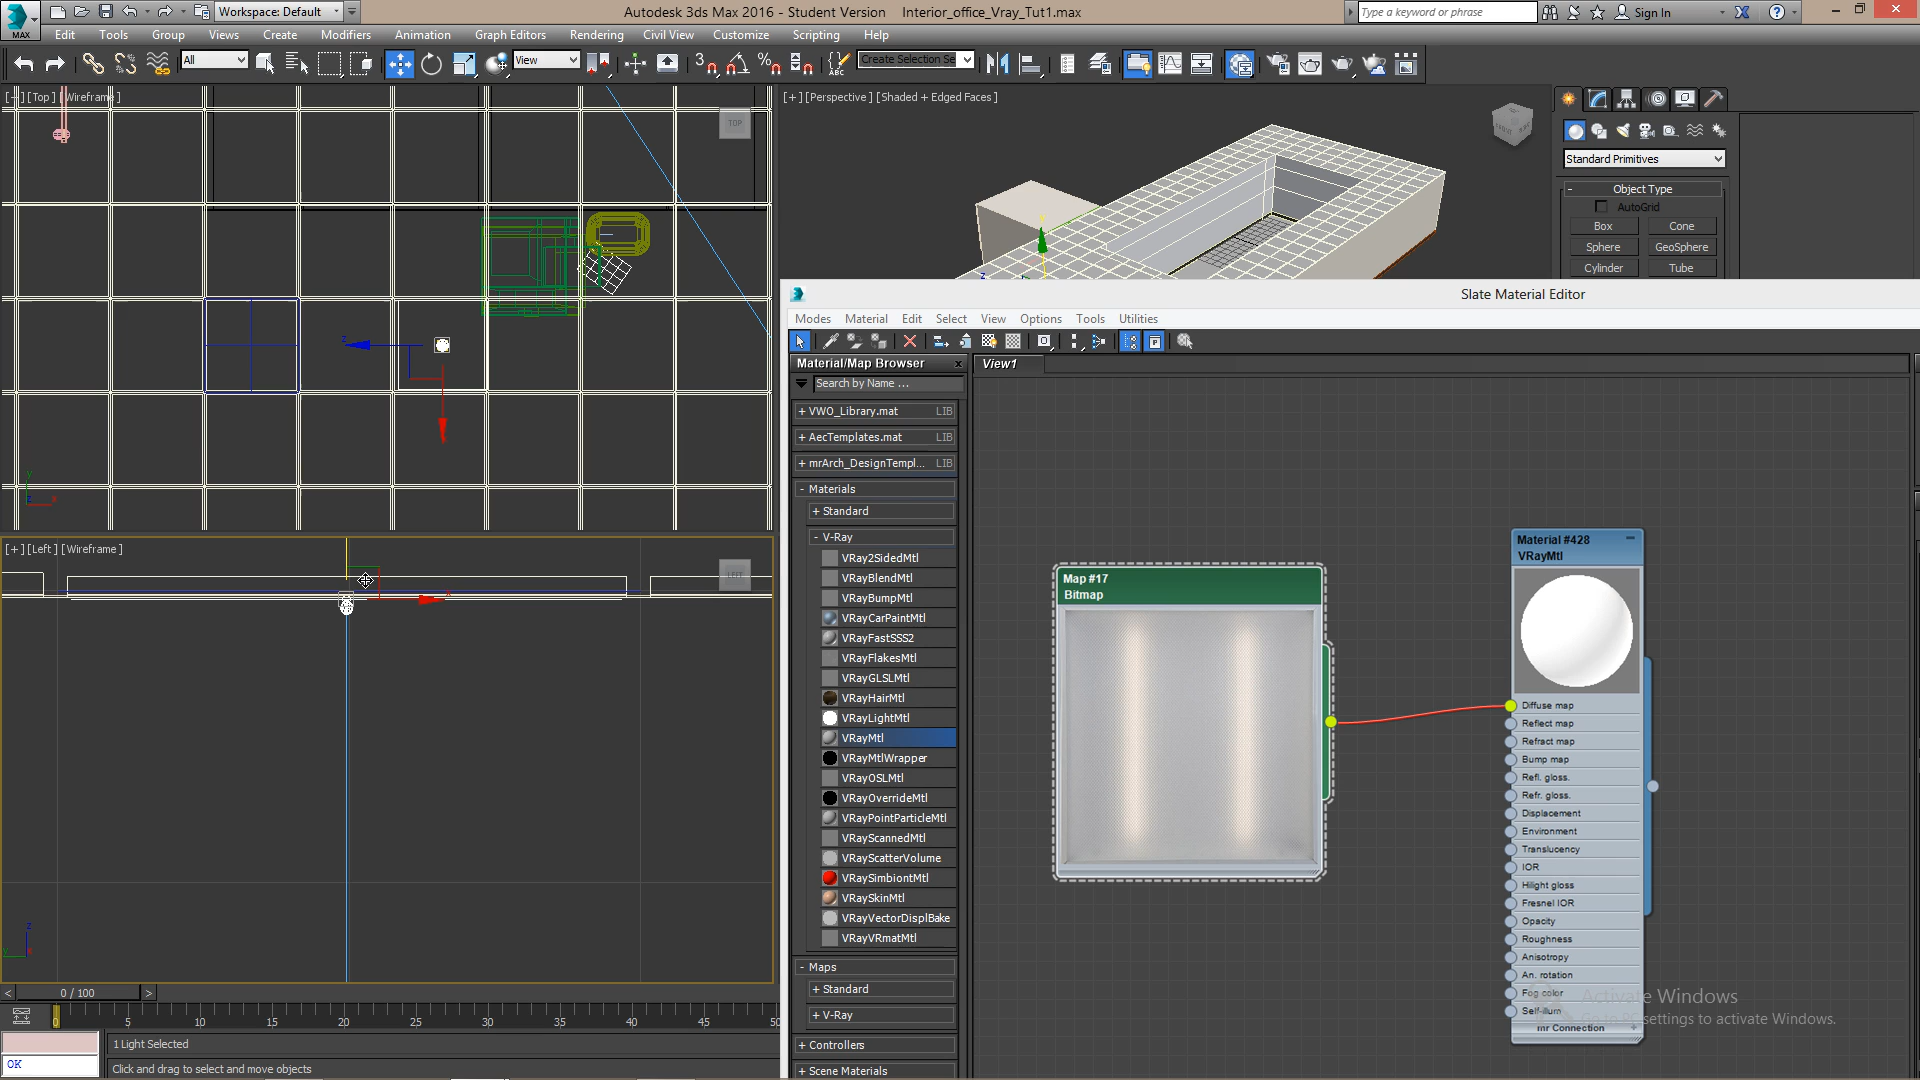 Workspace: Default
Autodesk 3ds Max 2016 - Student Version Interior_office_Vray_Tut1.max
Type a keyword or phrase
Sign In
MAX
Edit Tools Group Views Create Modifiers Animation Graph Editors Rendering Civil View Customize Scripting Help
All
View
3
ABC
Create Selection Se
[ Top ] [ Wireframe ]
TOP
[ + ] [ Perspective ] [ Shaded + Edged Faces ]
Standard Primitives
- Object Type
AutoGrid
Box Cone
Sphere GeoSphere
Cylinder Tube
Slate Material Editor
Modes Material Edit Select View Options Tools Utilities
Material/Map Browser x
View1
Search by Name ...
+ VWO_Library.mat LIB
+ AecTemplates.mat LIB
+ mrArch_DesignTempl... LIB
- Materials
+ Standard
- V-Ray
VRay2SidedMtl
VRayBlendMtl
VRayBumpMtl
VRayCarPaintMtl
VRayFastSSS2
VRayFlakesMtl
VRayGLSLMtl
VRayHairMtl
VRayLightMtl
VRayMtl
VRayMtlWrapper
VRayOSLMtl
VRayOverrideMtl
VRayPointParticleMtl
VRayScannedMtl
VRayScatterVolume
VRaySimbiontMtl
VRaySkinMtl
VRayVectorDisplBake
VRayVRmatMtl
- Maps
+ Standard
+ V-Ray
+ Controllers
+ Scene Materials
Map #17
Bitmap
Material #428
VRayMtl
Diffuse map
Reflect map
Refract map
Bump map
Refl. gloss.
Refr. gloss.
Displacement
Environment
Translucency
IOR
Hilight gloss
Fresnel IOR
Opacity
Roughness
Anisotropy
An. rotation
Fog color
Self-illum
mr Connection +
Activate Windows
Go to PC settings to activate Windows.
[ + ] [ Left ] [ Wireframe ]
LEFT
z
y
x
< 0 / 100 >
0 5 10 15 20 25 30 35 40 45 50
1 Light Selected
OK
Click and drag to select and move objects